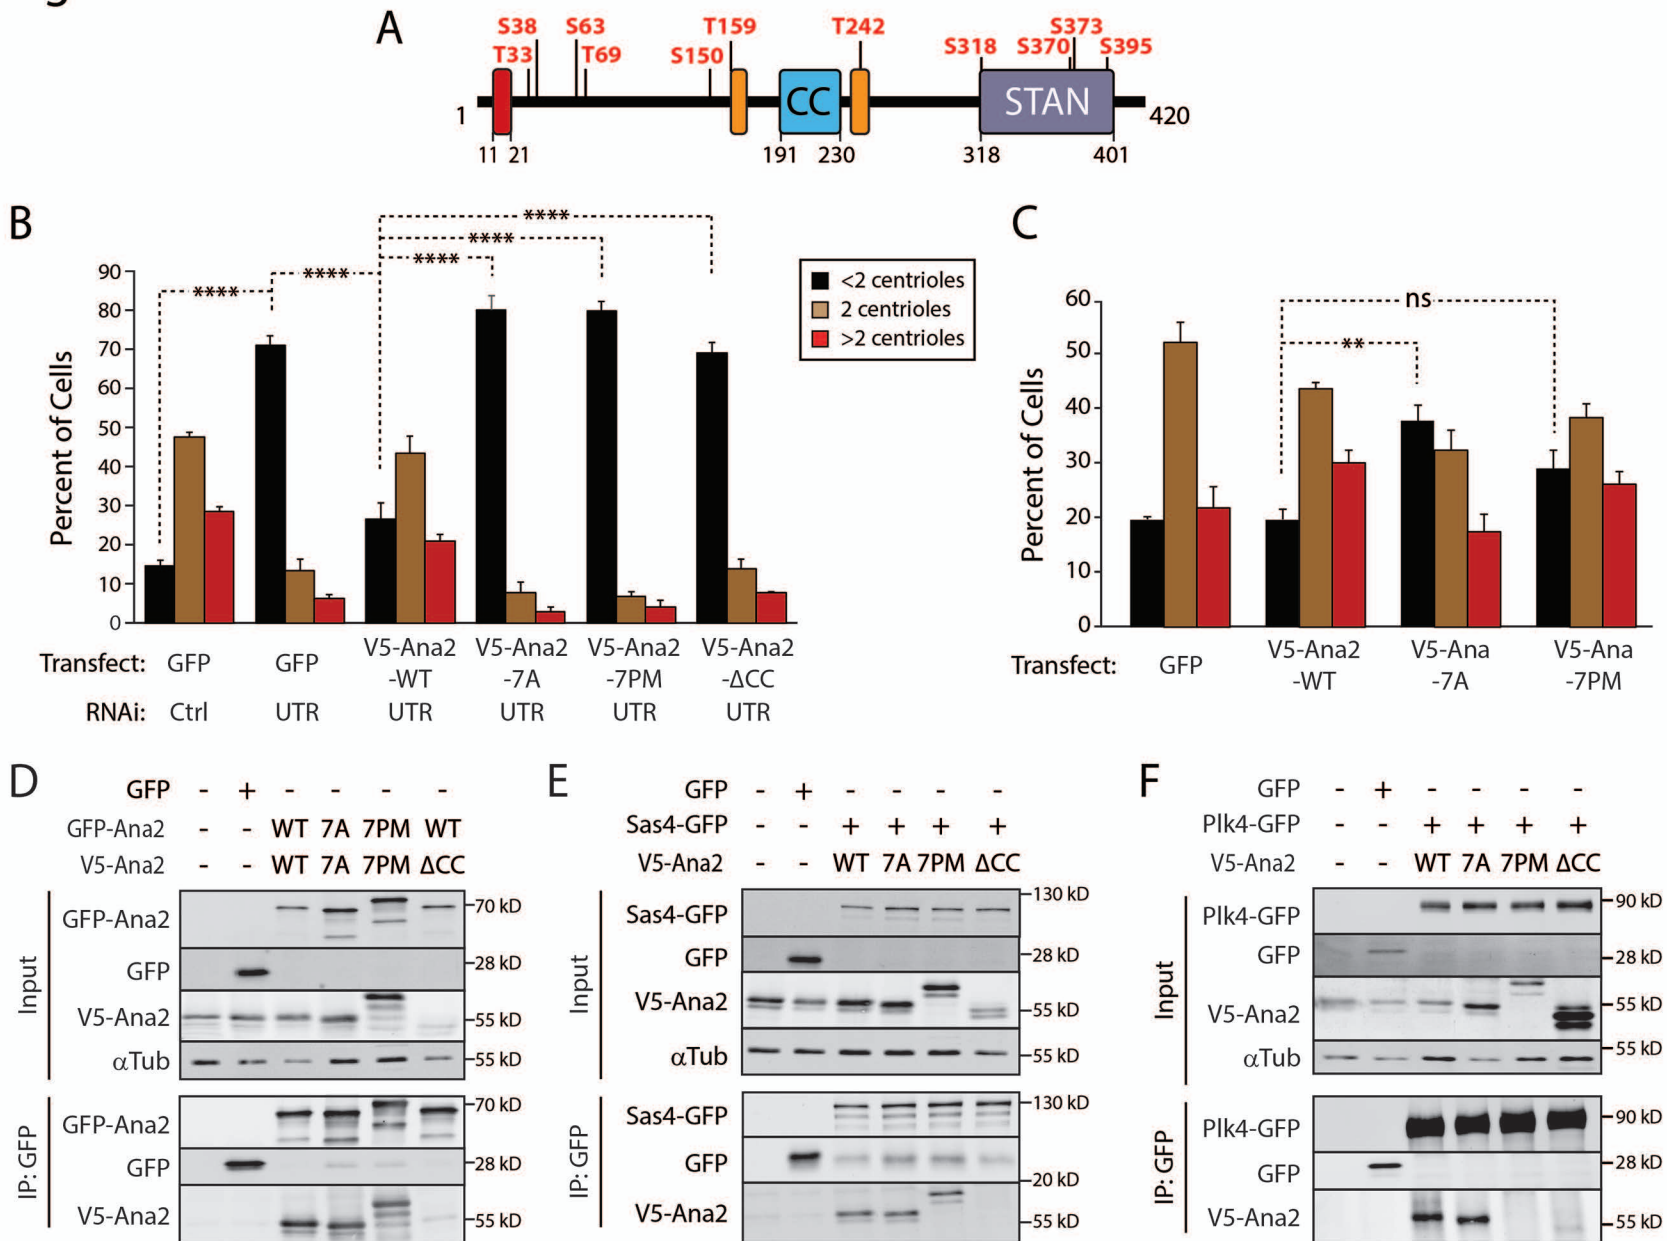 A
S38 S63 T159 T242 S373
T33 T69 S150 S318 S370 S395
CC STAN
1 420
11 21 191 230 318 401
B
****
****
****
****
****
Percent of Cells
90
80
70
60
50
40
30
20
10
0
Transfect: GFP GFP V5-Ana2 -WT V5-Ana2 -7A V5-Ana2 -7PM V5-Ana2 -ΔCC
RNAi: Ctrl UTR UTR UTR UTR UTR
<2 centrioles
2 centrioles
>2 centrioles
C
ns
**
Percent of Cells
60
50
40
30
20
10
0
Transfect: GFP V5-Ana2 -WT V5-Ana -7A V5-Ana -7PM
D
GFP - + - - - -
GFP-Ana2 - - WT 7A 7PM WT
V5-Ana2 - - WT 7A 7PM ΔCC
Input
GFP-Ana2 70 kD
GFP 28 kD
V5-Ana2 55 kD
αTub 55 kD
IP: GFP
GFP-Ana2 70 kD
GFP 28 kD
V5-Ana2 55 kD
E
GFP - + - - - -
Sas4-GFP - - + + + +
V5-Ana2 - - WT 7A 7PM ΔCC
Input
Sas4-GFP 130 kD
GFP 28 kD
V5-Ana2 55 kD
αTub 55 kD
IP: GFP
Sas4-GFP 130 kD
GFP 20 kD
V5-Ana2 55 kD
F
GFP - + - - - -
Plk4-GFP - - + + + +
V5-Ana2 - - WT 7A 7PM ΔCC
Input
Plk4-GFP 90 kD
GFP 28 kD
V5-Ana2 55 kD
αTub 55 kD
IP: GFP
Plk4-GFP 90 kD
GFP 28 kD
V5-Ana2 55 kD